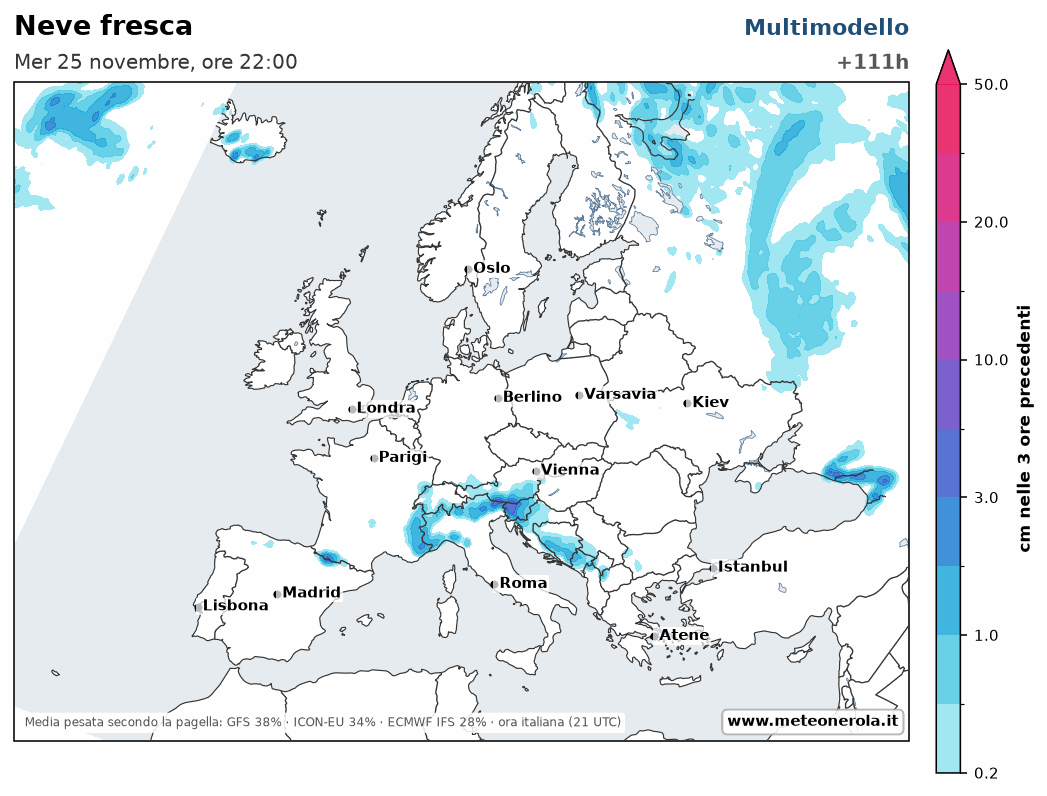 Neve fresca
Multimodello
Mer 25 novembre, ore 22:00
+111h
50.0
20.0
10.0
3.0
1.0
0.2
cm nelle 3 ore precedenti
Oslo
Berlino
Varsavia
Kiev
Londra
Parigi
Vienna
Istanbul
Madrid
Roma
Lisbona
Atene
Media pesata secondo la pagella: GFS 38% · ICON-EU 34% · ECMWF IFS 28% · ora italiana (21 UTC)
www.meteonerola.it